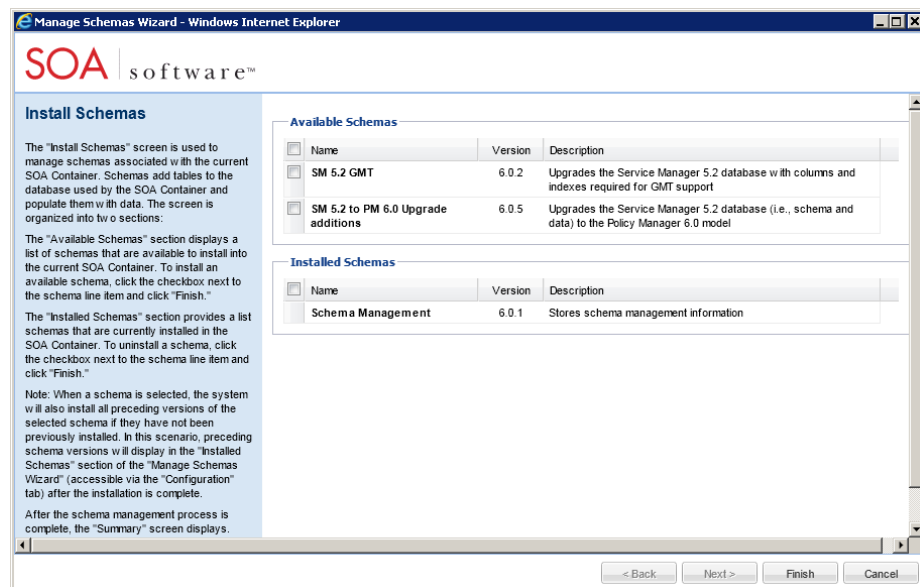 Manage Schemas Wizard - Windows Internet Explorer
SOA software™
Install Schemas
The "Install Schemas" screen is used to
manage schemas associated with the current
SOA Container. Schemas add tables to the
database used by the SOA Container and
populate them with data. The screen is
organized into two sections:
The "Available Schemas" section displays a
list of schemas that are available to install into
the current SOA Container. To install an
available schema, click the checkbox next to
the schema line item and click "Finish."
The "Installed Schemas" section provides a list
schemas that are currently installed in the
SOA Container. To uninstall a schema, click
the checkbox next to the schema line item and
click "Finish."
Note: When a schema is selected, the system
will also install all preceding versions of the
selected schema if they have not been
previously installed. In this scenario, preceding
schema versions will display in the "Installed
Schemas" section of the "Manage Schemas
Wizard" (accessible via the "Configuration"
tab) after the installation is complete.
After the schema management process is
complete, the "Summary" screen displays.
Available Schemas
Name Version Description
SM 5.2 GMT 6.0.2 Upgrades the Service Manager 5.2 database with columns and
indexes required for GMT support
SM 5.2 to PM 6.0 Upgrade 6.0.5 Upgrades the Service Manager 5.2 database (i.e., schema and
additions data) to the Policy Manager 6.0 model
Installed Schemas
Name Version Description
Schema Management 6.0.1 Stores schema management information
< Back Next > Finish Cancel